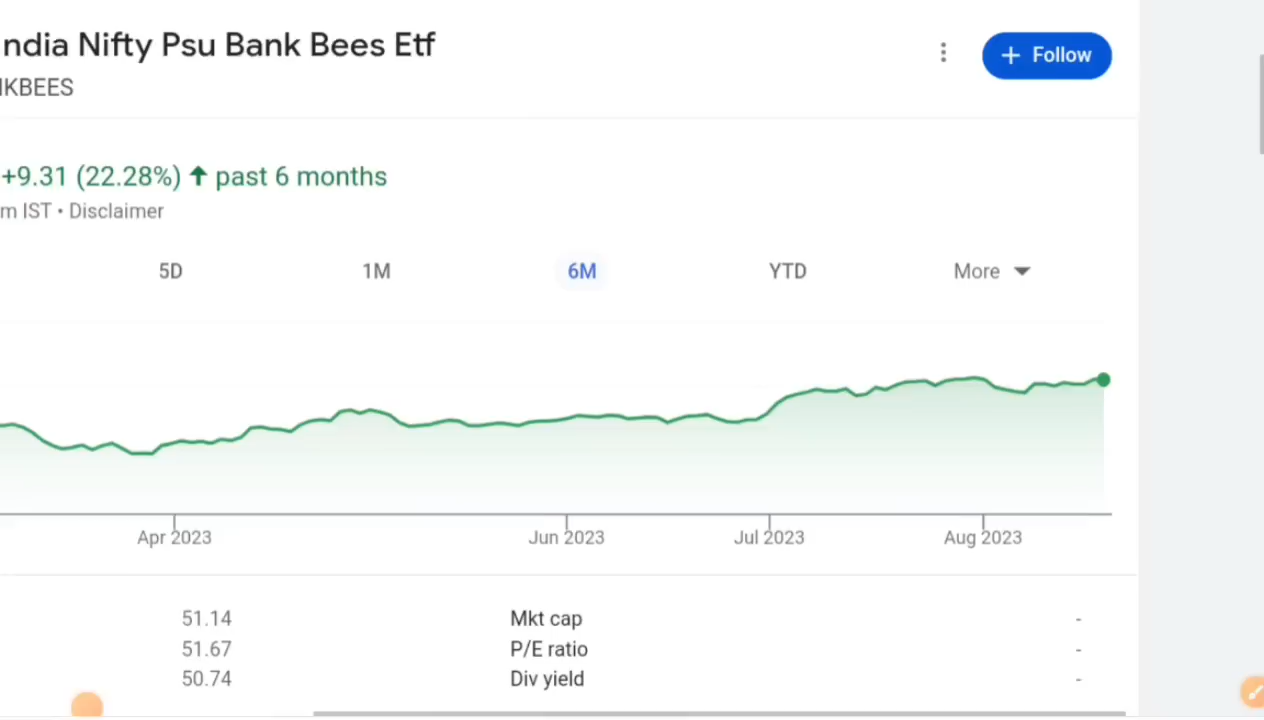 ndia Nifty Psu Bank Bees Etf
KBEES
+ Follow
+9.31 (22.28%) ↑ past 6 months
m IST • Disclaimer
5D 1M 6M YTD More
Apr 2023 Jun 2023 Jul 2023 Aug 2023
51.14 Mkt cap -
51.67 P/E ratio -
50.74 Div yield -